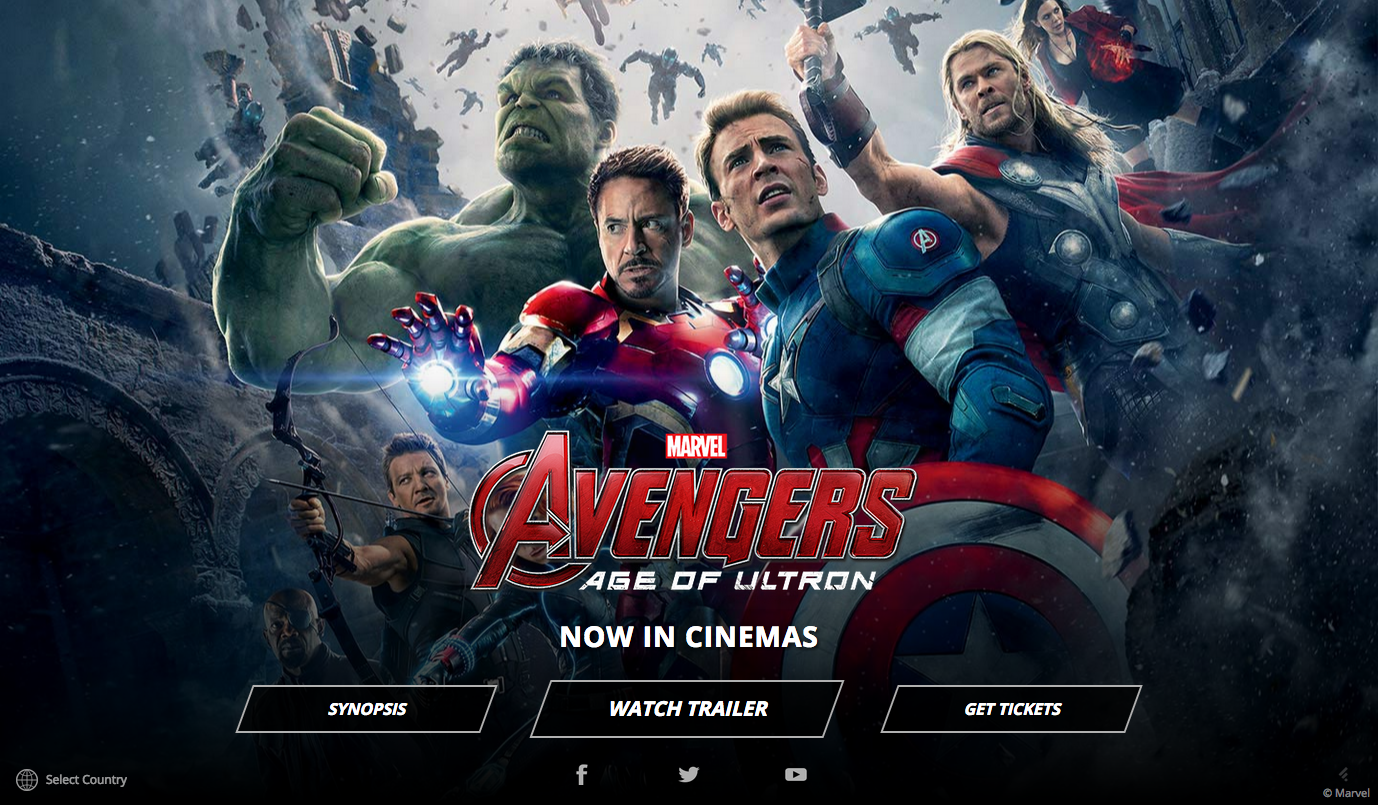 MARVEL
AVENGERS
AGE OF ULTRON
NOW IN CINEMAS
SYNOPSIS
WATCH TRAILER
GET TICKETS
Select Country
© Marvel